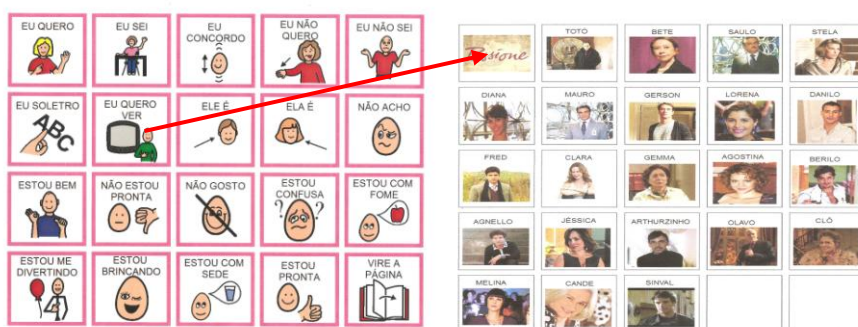 EU QUERO
EU SEI
EU
CONCORDO
EU NÃO
QUERO
EU NÃO SEI
EU SOLETRO
ABC
EU QUERO
VER
ELE É
ELA É
NÃO ACHO
ESTOU BEM
NÃO ESTOU
PRONTA
NÃO GOSTO
ESTOU
CONFUSA
? ?
ESTOU COM
FOME
ESTOU ME
DIVERTINDO
ESTOU
BRINCANDO
ESTOU COM
SEDE
ESTOU
PRONTA
VIRE A
PÁGINA
Passione
TOTÓ
BETE
SAULO
STELA
DIANA
MAURO
GERSON
LORENA
DANILO
FRED
CLARA
GEMMA
AGOSTINA
BERILO
AGNELLO
JÉSSICA
ARTHURZINHO
OLAVO
CLÔ
MELINA
CANDE
SINVAL